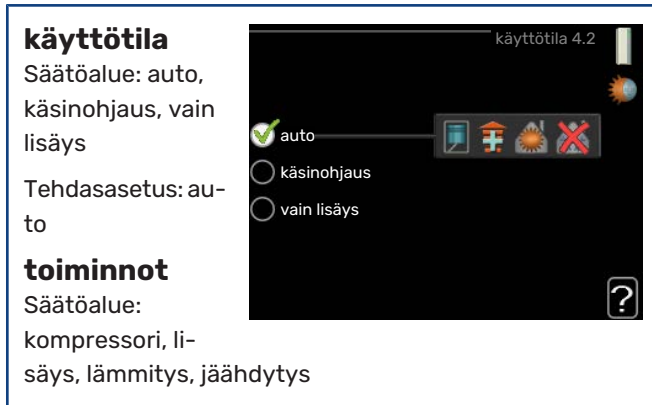 käyttötila
Säätöalue: auto,
käsinohjaus, vain
lisäys
Tehdasasetus: au-
to
toiminnot
Säätöalue:
kompressori, li-
säys, lämmitys, jäähdytys
käyttötila 4.2
auto
käsinohjaus
vain lisäys
?